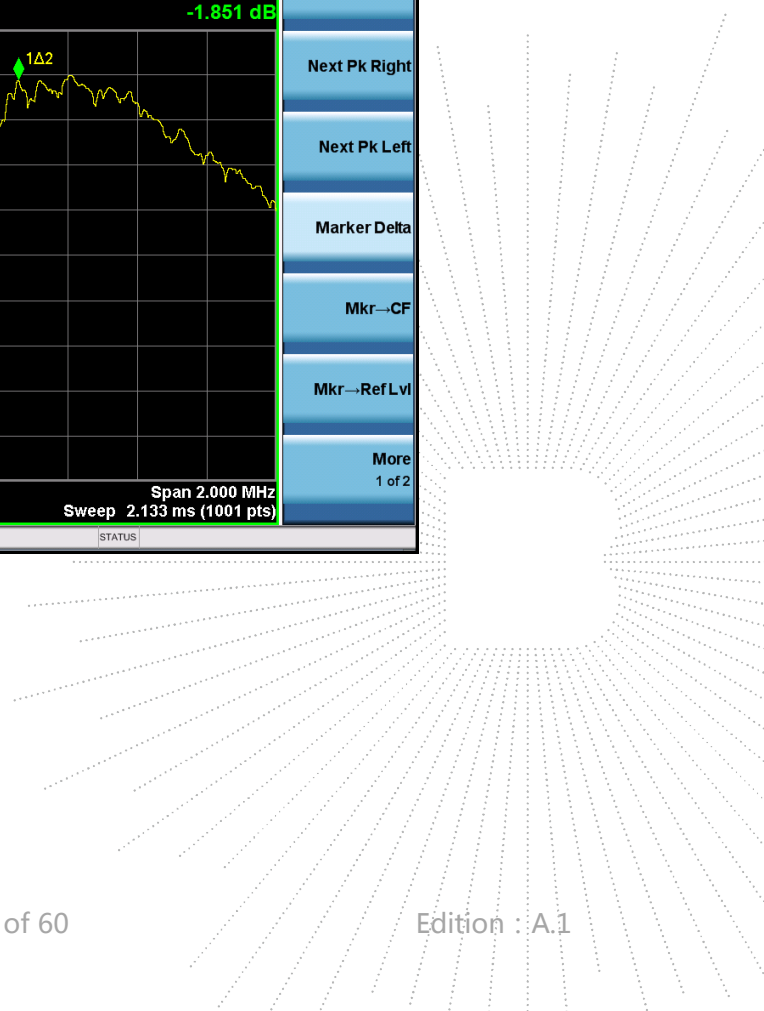 -1.851 dB
1Δ2
Next Pk Right
Next Pk Left
Marker Delta
Mkr→CF
Mkr→Ref Lvl
More
1 of 2
Span 2.000 MHz
Sweep 2.133 ms (1001 pts)
STATUS
of 60
Edition：A.1